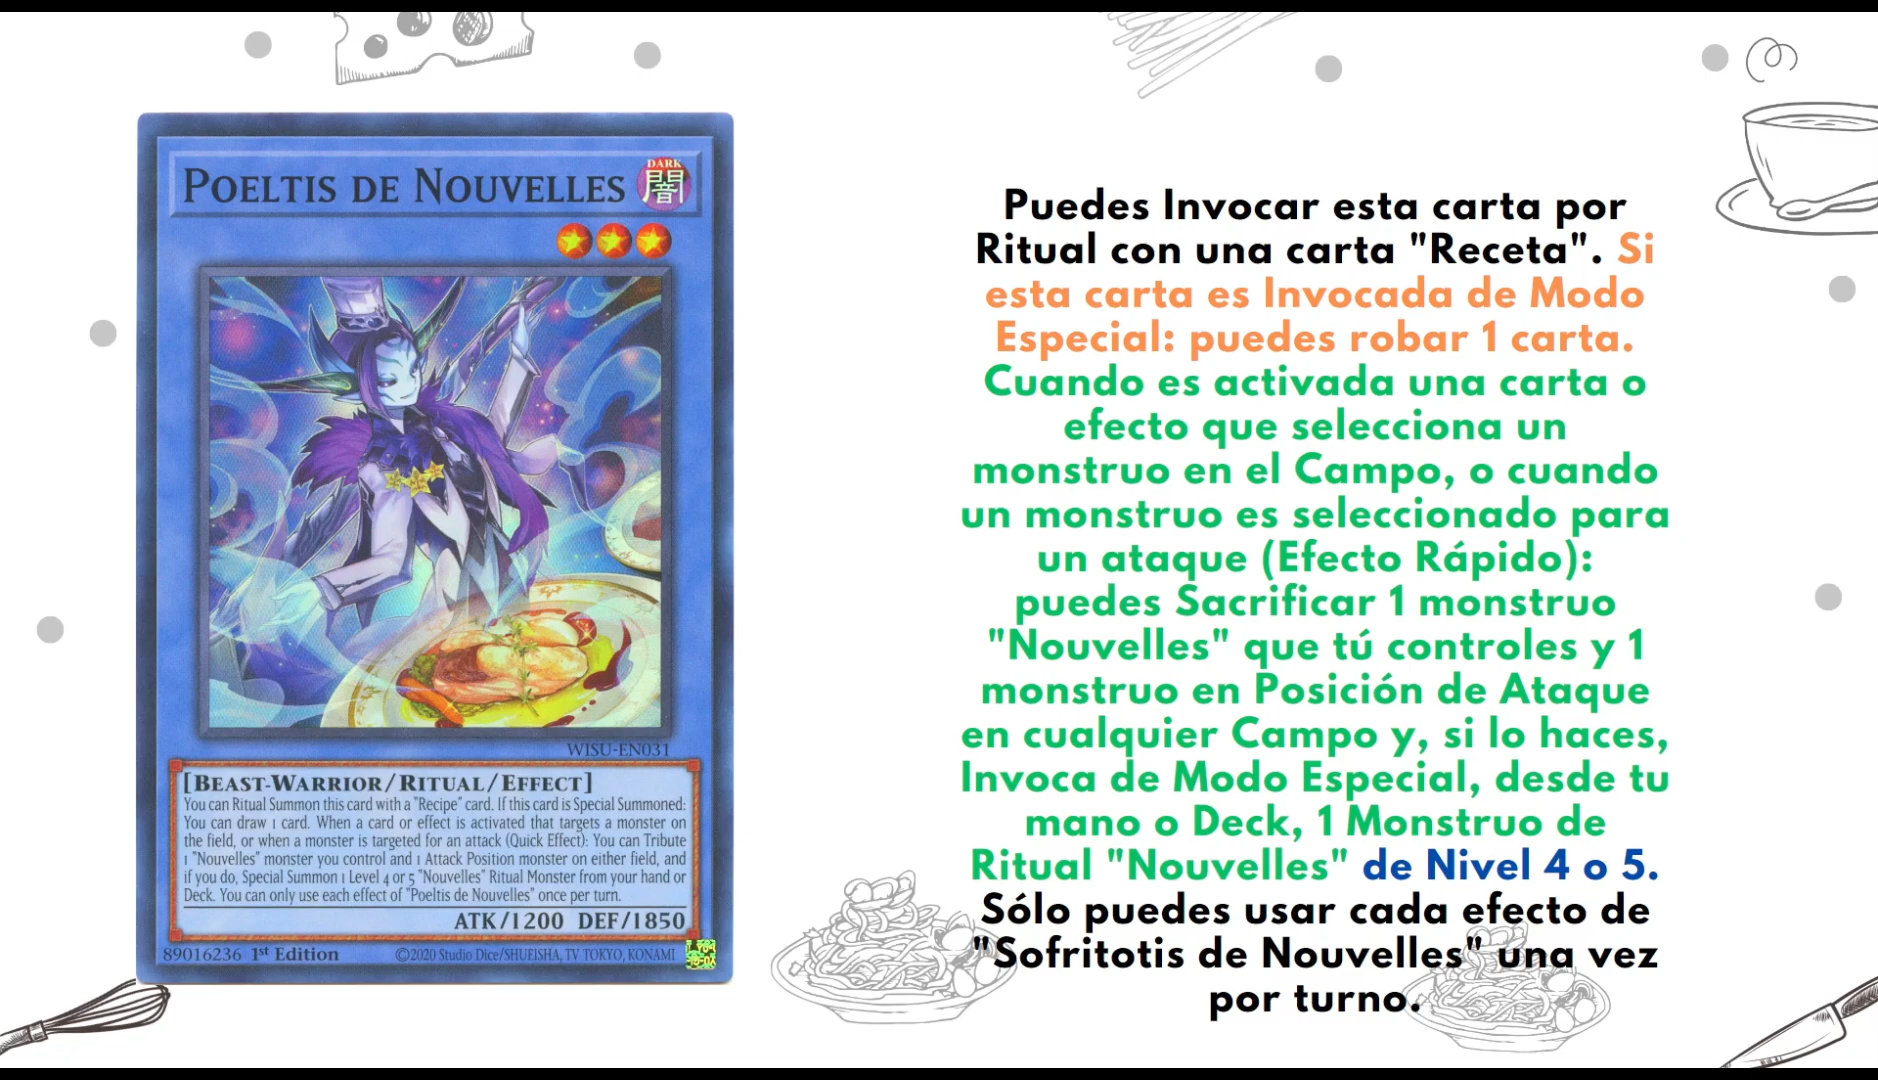 POELTIS DE NOUVELLES
DARK
闇
WISU-EN031
[BEAST-WARRIOR/RITUAL/EFFECT]
You can Ritual Summon this card with a "Recipe" card. If this card is Special Summoned:
You can draw 1 card. When a card or effect is activated that targets a monster on
the field, or when a monster is targeted for an attack (Quick Effect): You can Tribute
1 "Nouvelles" monster you control and 1 Attack Position monster on either field, and
if you do, Special Summon 1 Level 4 or 5 "Nouvelles" Ritual Monster from your hand or
Deck. You can only use each effect of "Poeltis de Nouvelles" once per turn.
ATK/1200 DEF/1850
89016236 1st Edition
©2020 Studio Dice/SHUEISHA, TV TOKYO, KONAMI
Puedes Invocar esta carta por
Ritual con una carta "Receta". Si
esta carta es Invocada de Modo
Especial: puedes robar 1 carta.
Cuando es activada una carta o
efecto que selecciona un
monstruo en el Campo, o cuando
un monstruo es seleccionado para
un ataque (Efecto Rápido):
puedes Sacrificar 1 monstruo
"Nouvelles" que tú controles y 1
monstruo en Posición de Ataque
en cualquier Campo y, si lo haces,
Invoca de Modo Especial, desde tu
mano o Deck, 1 Monstruo de
Ritual "Nouvelles" de Nivel 4 o 5.
Sólo puedes usar cada efecto de
"Sofritotis de Nouvelles" una vez
por turno.